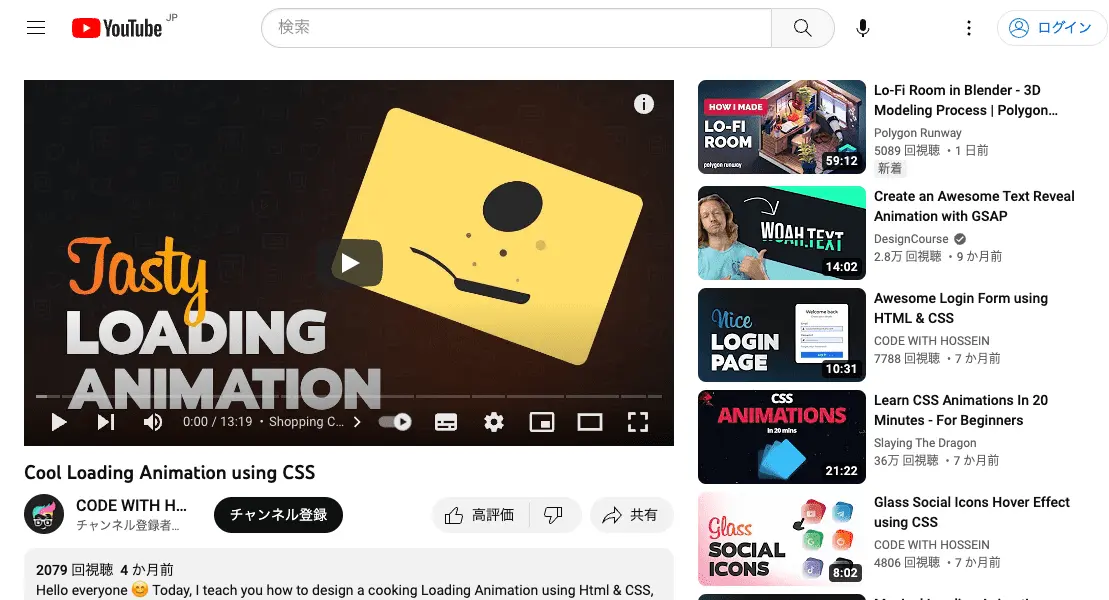 YouTube JP
検索
ログイン
Tasty
LOADING
ANIMATION
0:00 / 13:19 • Shopping C...
Cool Loading Animation using CSS
CODE WITH H...
チャンネル登録者...
チャンネル登録
高評価
共有
2079 回視聴 4 か月前
Hello everyone 😊 Today, I teach you how to design a cooking Loading Animation using Html & CSS,
HOW I MADE
LO-FI
ROOM
polygon runway
59:12
Lo-Fi Room in Blender - 3D
Modeling Process | Polygon...
Polygon Runway
5089 回視聴 ・1 日前
新着
WOAH.TEXT
14:02
Create an Awesome Text Reveal
Animation with GSAP
DesignCourse
2.8万 回視聴 ・9 か月前
Nice
LOGIN
PAGE
Welcome back
10:31
Awesome Login Form using
HTML & CSS
CODE WITH HOSSEIN
7788 回視聴 ・7 か月前
CSS
ANIMATIONS
In 20 mins
21:22
Learn CSS Animations In 20
Minutes - For Beginners
Slaying The Dragon
36万 回視聴 ・7 か月前
Glass
SOCIAL
ICONS
8:02
Glass Social Icons Hover Effect
using CSS
CODE WITH HOSSEIN
4806 回視聴 ・7 か月前